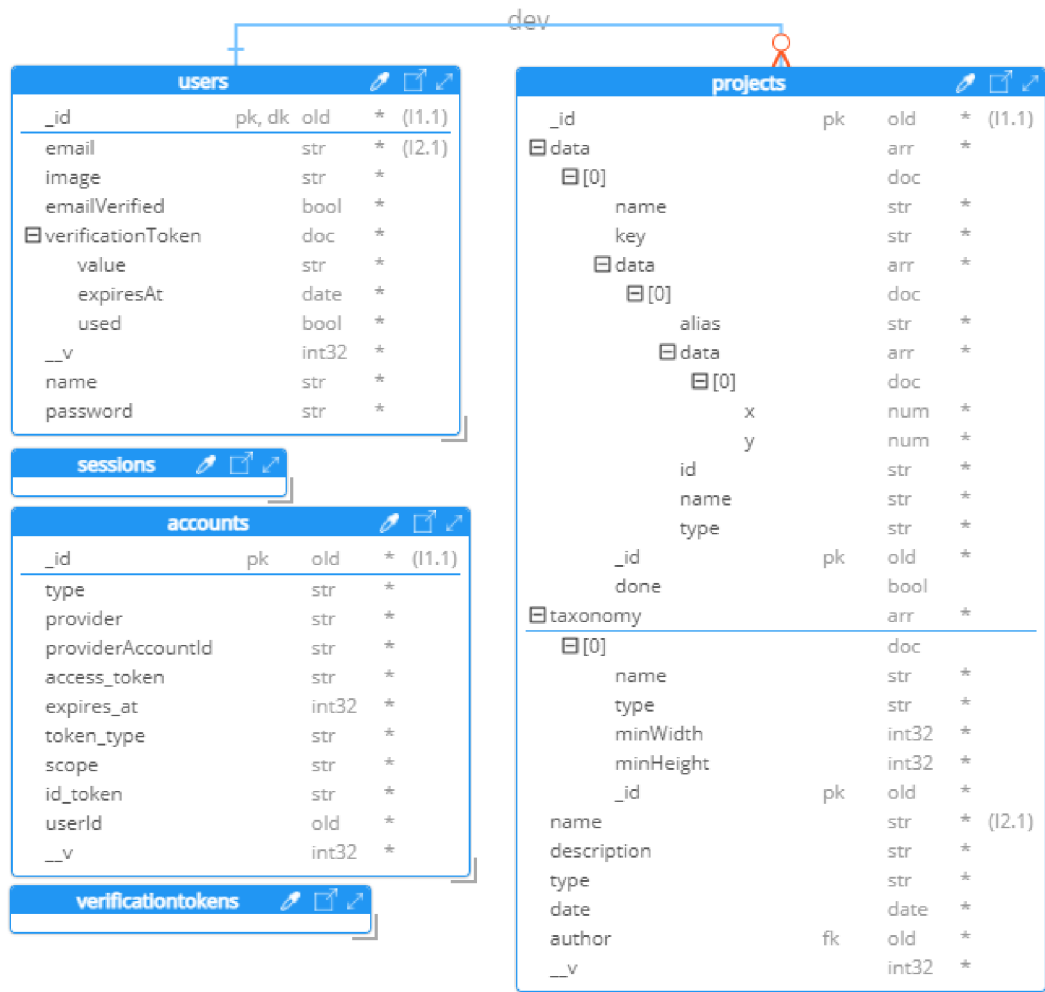 dev
users
_id pk, dk oId * (I1.1)
email str * (I2.1)
image str *
emailVerified bool *
verificationToken doc *
value str *
expiresAt date *
used bool *
__v int32 *
name str *
password str *
sessions
accounts
_id pk oId * (I1.1)
type str *
provider str *
providerAccountId str *
access_token str *
expires_at int32 *
token_type str *
scope str *
id_token str *
userId oId *
__v int32 *
verificationtokens
projects
_id pk oId * (I1.1)
data arr *
[0] doc
name str *
key str *
data arr *
[0] doc
alias str *
data arr *
[0] doc
x num *
y num *
id str *
name str *
type str *
_id pk oId *
done bool
taxonomy arr *
[0] doc
name str *
type str *
minWidth int32 *
minHeight int32 *
_id pk oId *
name str * (I2.1)
description str *
type str *
date date *
author fk oId *
__v int32 *